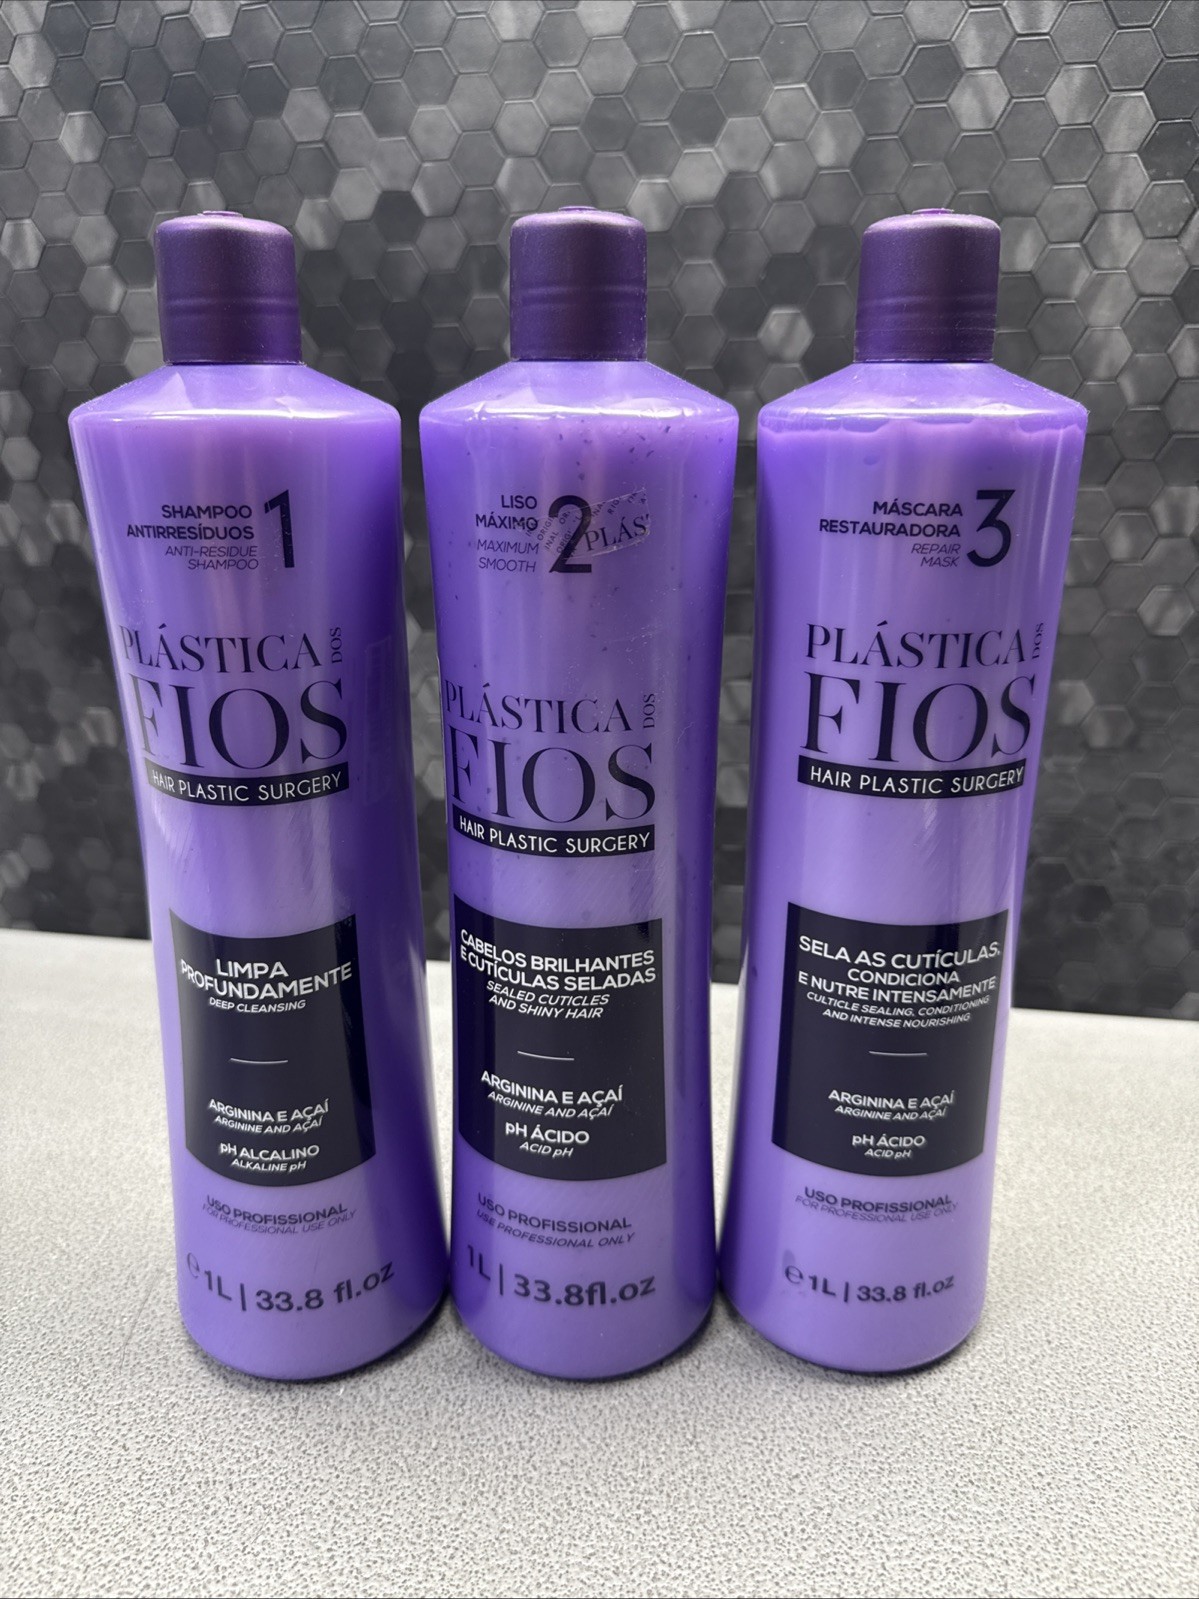 SHAMPOO
ANTIRRESÍDUOS
1
ANTI-RESIDUE
SHAMPOO
PLÁSTICA DOS
FIOS
HAIR PLASTIC SURGERY
LIMPA
PROFUNDAMENTE
DEEP CLEANSING
ARGININA E AÇAÍ
ARGININE AND AÇAÍ
pH ALCALINO
ALKALINE pH
USO PROFISSIONAL
FOR PROFESSIONAL USE ONLY
℮ 1L | 33.8 fl.oz
LISO
MÁXIMO
2
MAXIMUM
SMOOTH
PLÁS
PLÁSTICA DOS
FIOS
HAIR PLASTIC SURGERY
CABELOS BRILHANTES
E CUTÍCULAS SELADAS
SEALED CUTICLES
AND SHINY HAIR
ARGININA E AÇAÍ
ARGININE AND AÇAÍ
pH ÁCIDO
ACID pH
USO PROFISSIONAL
USE PROFESSIONAL ONLY
1L | 33.8fl.oz
MÁSCARA
RESTAURADORA
3
REPAIR
MASK
PLÁSTICA DOS
FIOS
HAIR PLASTIC SURGERY
SELA AS CUTÍCULAS,
CONDICIONA
E NUTRE INTENSAMENTE
CULTICLE SEALING, CONDITIONING
AND INTENSE NOURISHING
ARGININA E AÇAÍ
ARGININE AND AÇAÍ
pH ÁCIDO
ACID pH
USO PROFISSIONAL
FOR PROFESSIONAL USE ONLY
℮ 1L | 33.8 fl.oz